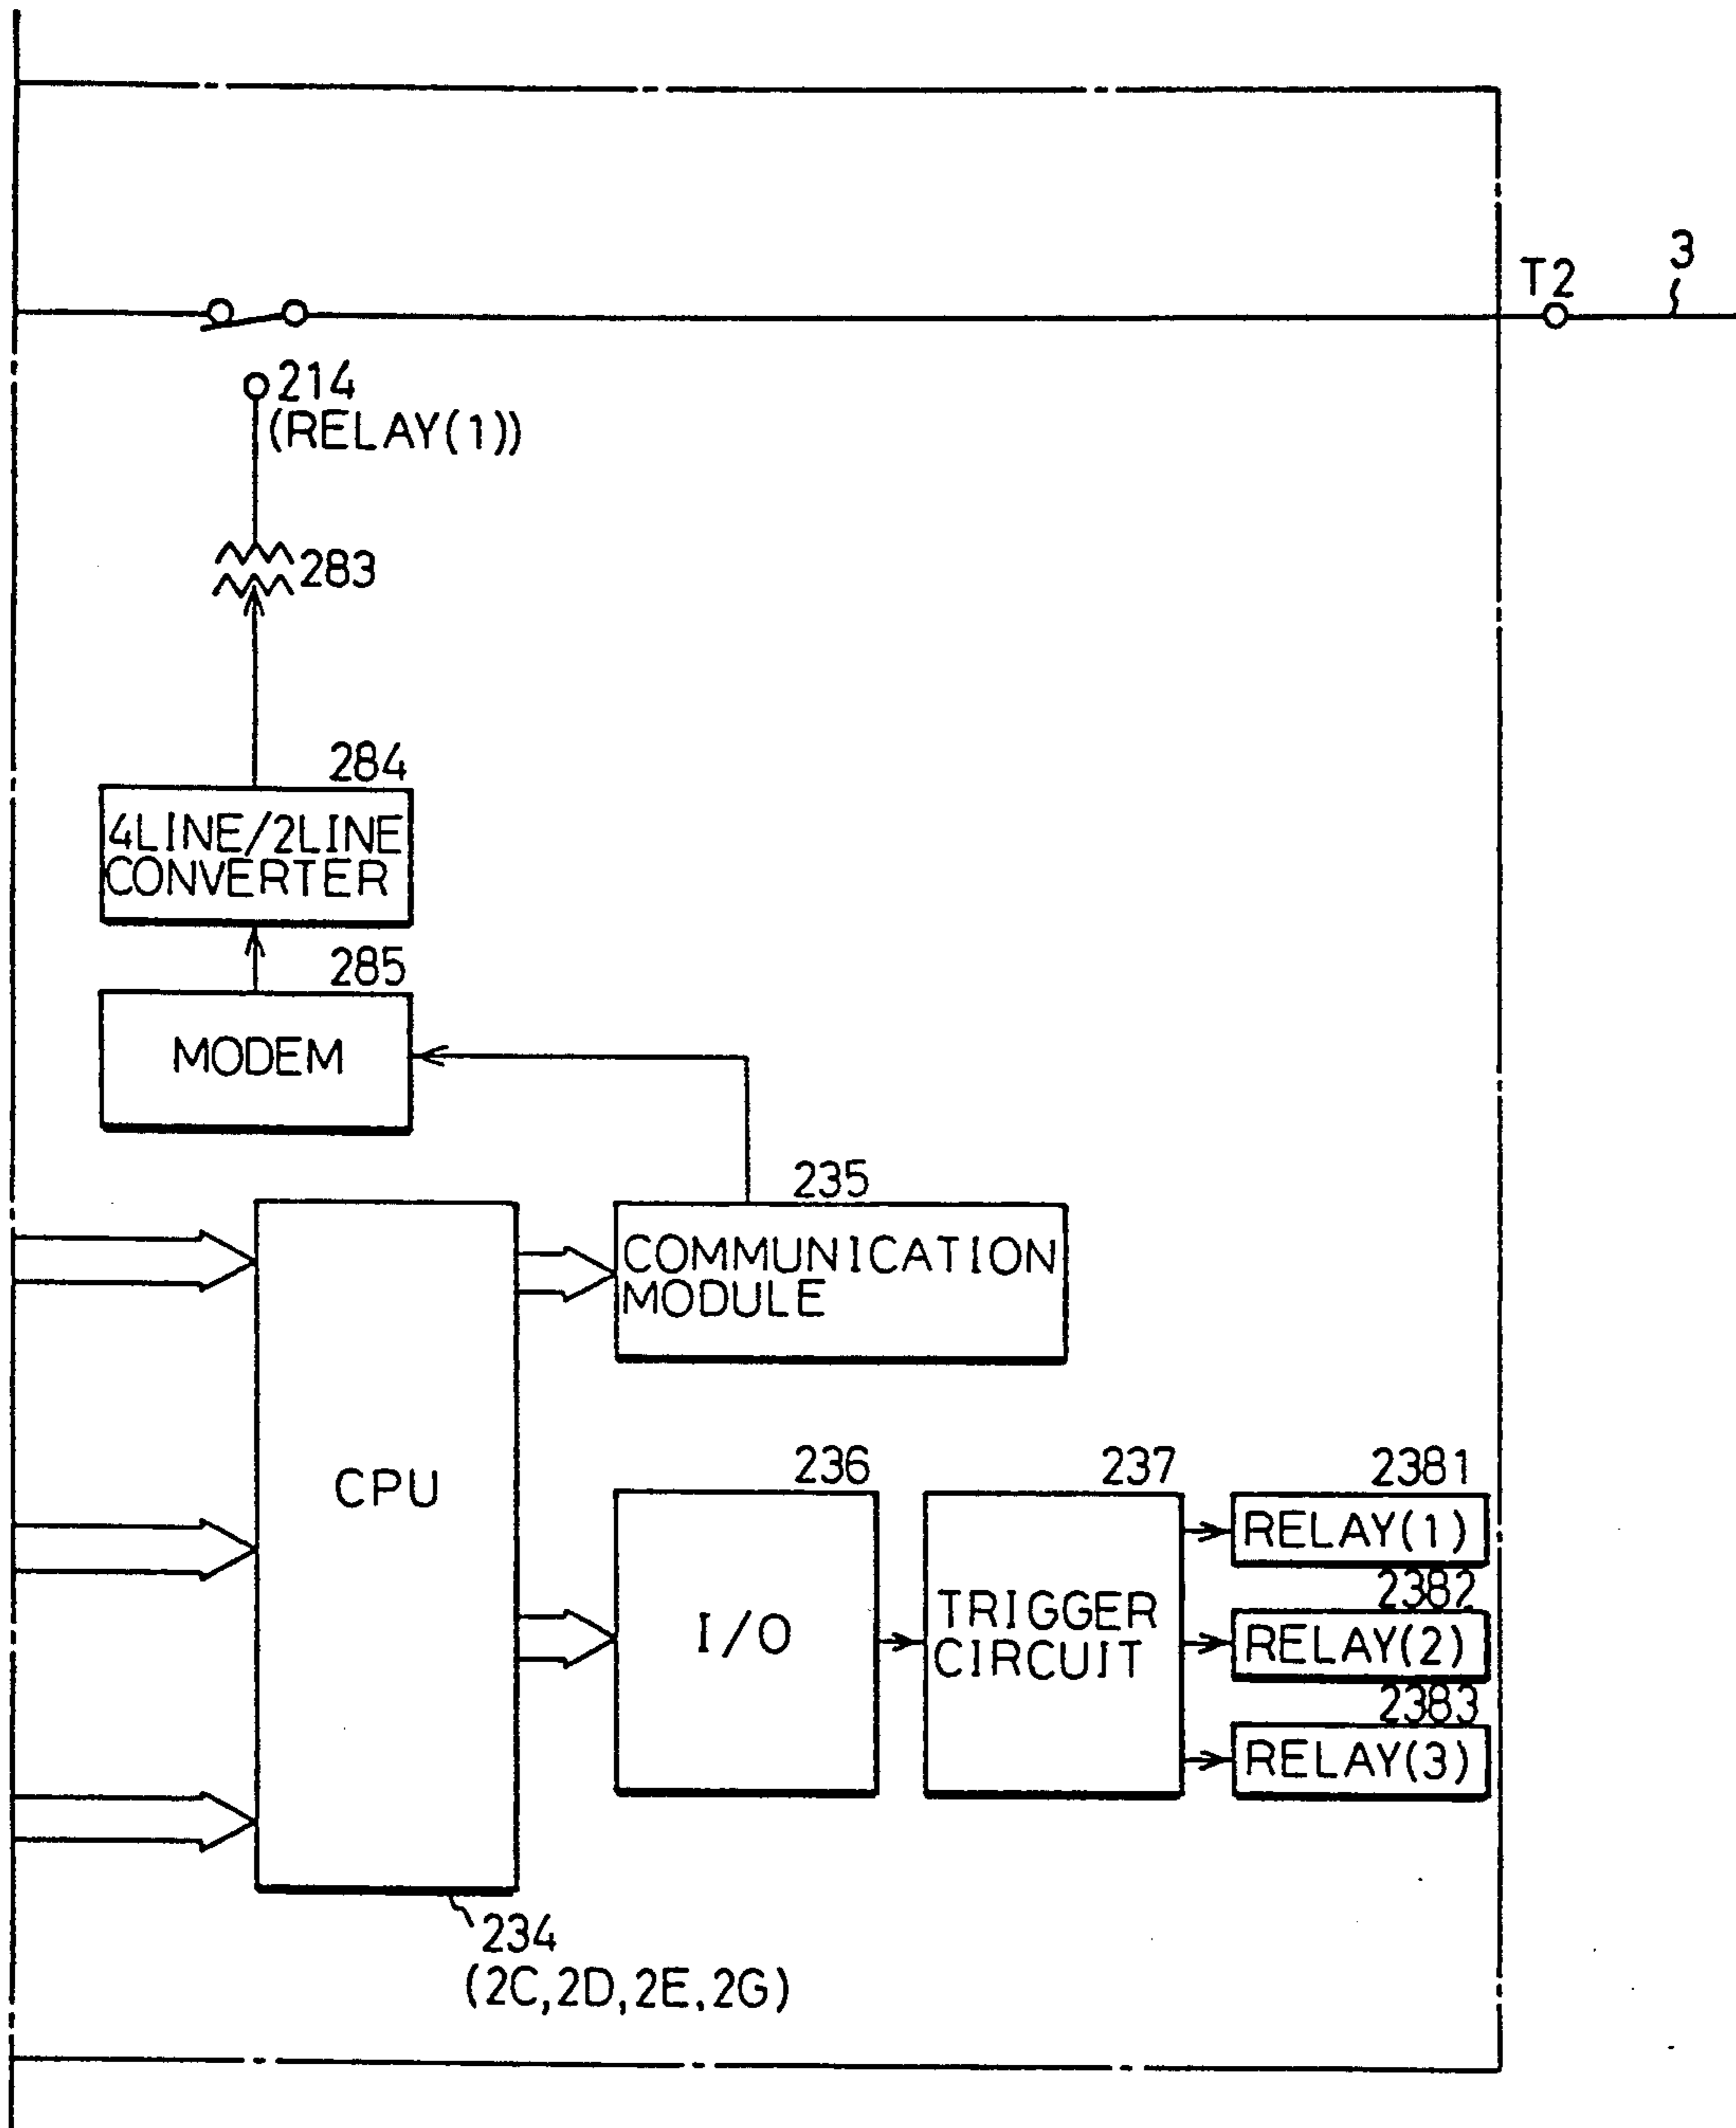 3
T2
214
(RELAY(1))
283
284
4LINE/2LINE
CONVERTER
285
MODEM
235
COMMUNICATION
MODULE
CPU
236
I/O
237
TRIGGER
CIRCUIT
2381
RELAY(1)
2382
RELAY(2)
2383
RELAY(3)
234
(2C,2D,2E,2G)